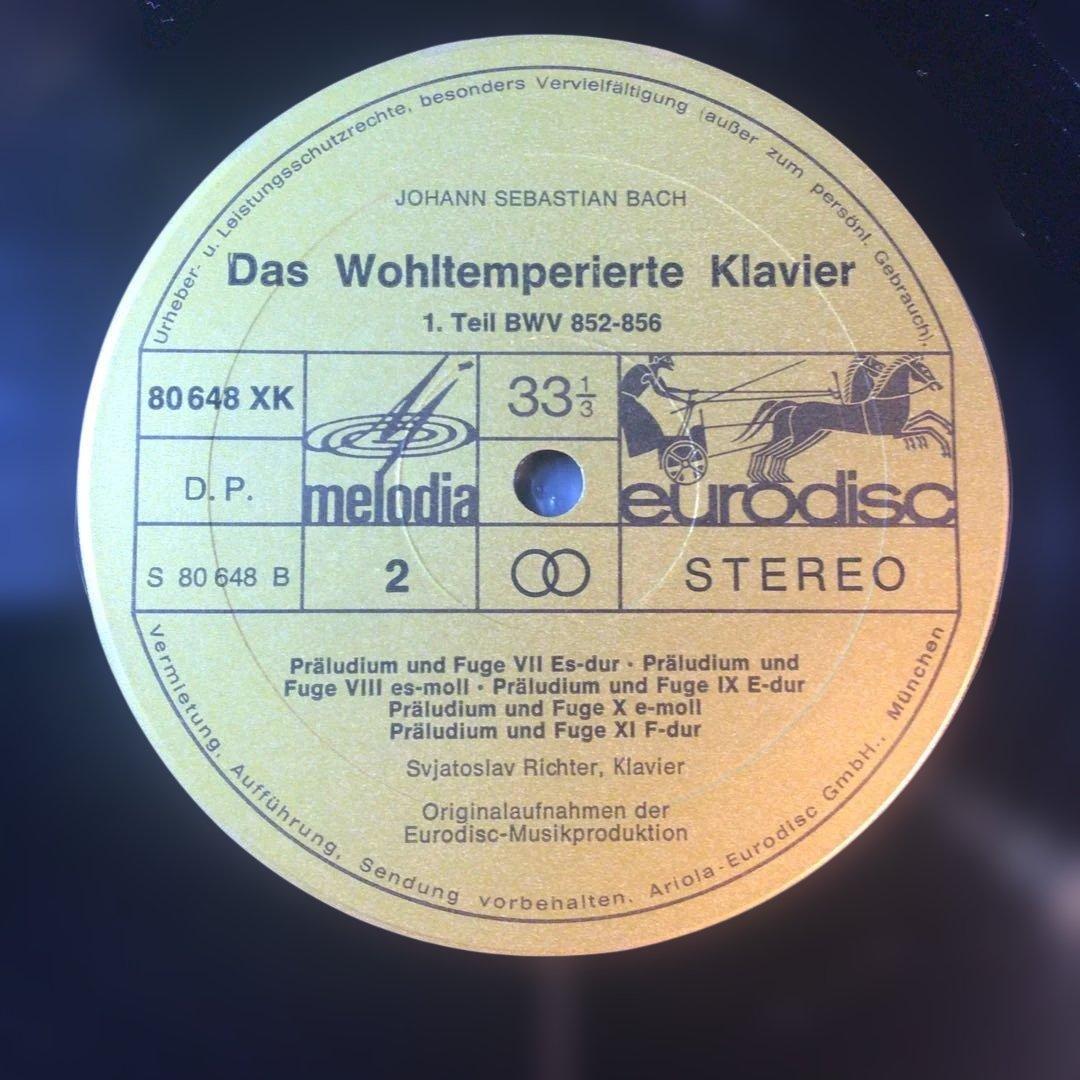 Urheber- u. Leistungsschutzrechte, besonders Vervielfältigung (außer zum persönl. Gebrauch),
JOHANN SEBASTIAN BACH
Das Wohltemperierte Klavier
1. Teil BWV 852-856
80 648 XK
33 1/3
D. P.
melodia
eurodisc
S 80 648 B
2
STEREO
Präludium und Fuge VII Es-dur · Präludium und
Fuge VIII es-moll · Präludium und Fuge IX E-dur
Präludium und Fuge X e-moll
Präludium und Fuge XI F-dur
Svjatoslav Richter, Klavier
Originalaufnahmen der
Eurodisc-Musikproduktion
Vermietung, Aufführung, Sendung vorbehalten. Ariola-Eurodisc GmbH., München